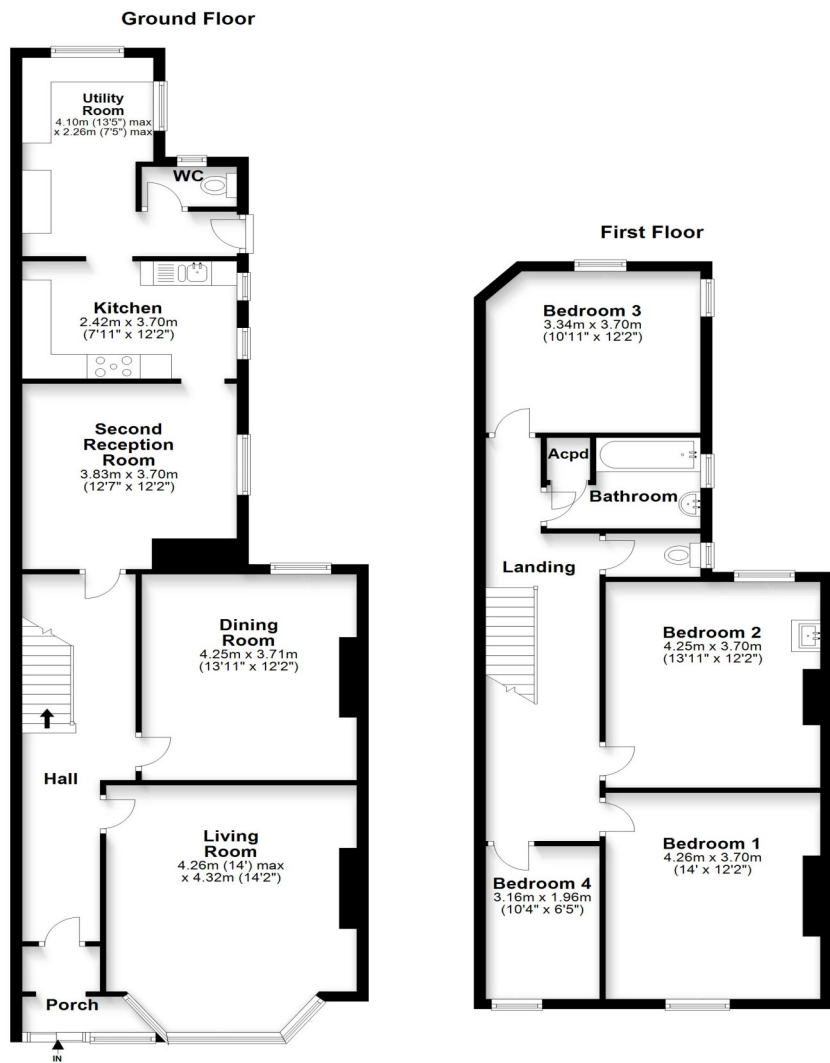 Ground Floor
Utility
Room
4.10m (13'5") max
x 2.26m (7'5") max
WC
Kitchen
2.42m x 3.70m
(7'11" x 12'2")
Second
Reception
Room
3.83m x 3.70m
(12'7" x 12'2")
Dining
Room
4.25m x 3.71m
(13'11" x 12'2")
Hall
Living
Room
4.26m (14') max
x 4.32m (14'2")
Porch
IN
First Floor
Bedroom 3
3.34m x 3.70m
(10'11" x 12'2")
Acpd
Bathroom
Landing
Bedroom 2
4.25m x 3.70m
(13'11" x 12'2")
Bedroom 1
4.26m x 3.70m
(14' x 12'2")
Bedroom 4
3.16m x 1.96m
(10'4" x 6'5")